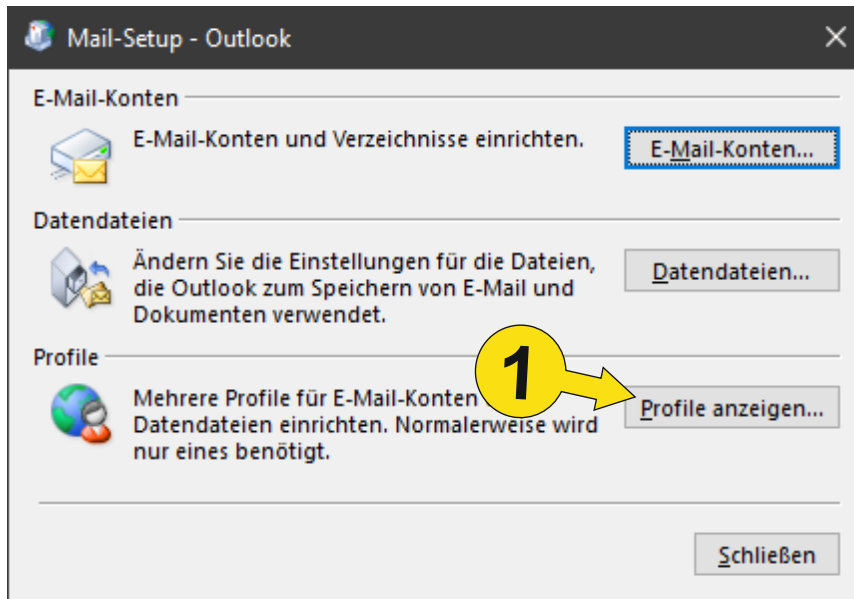 Mail-Setup - Outlook
E-Mail-Konten
E-Mail-Konten und Verzeichnisse einrichten.
E-Mail-Konten...
Datendateien
Ändern Sie die Einstellungen für die Dateien,
die Outlook zum Speichern von E-Mail und
Dokumenten verwendet.
Datendateien...
Profile
1
Mehrere Profile für E-Mail-Konten
Datendateien einrichten. Normalerweise wird
nur eines benötigt.
Profile anzeigen...
Schließen